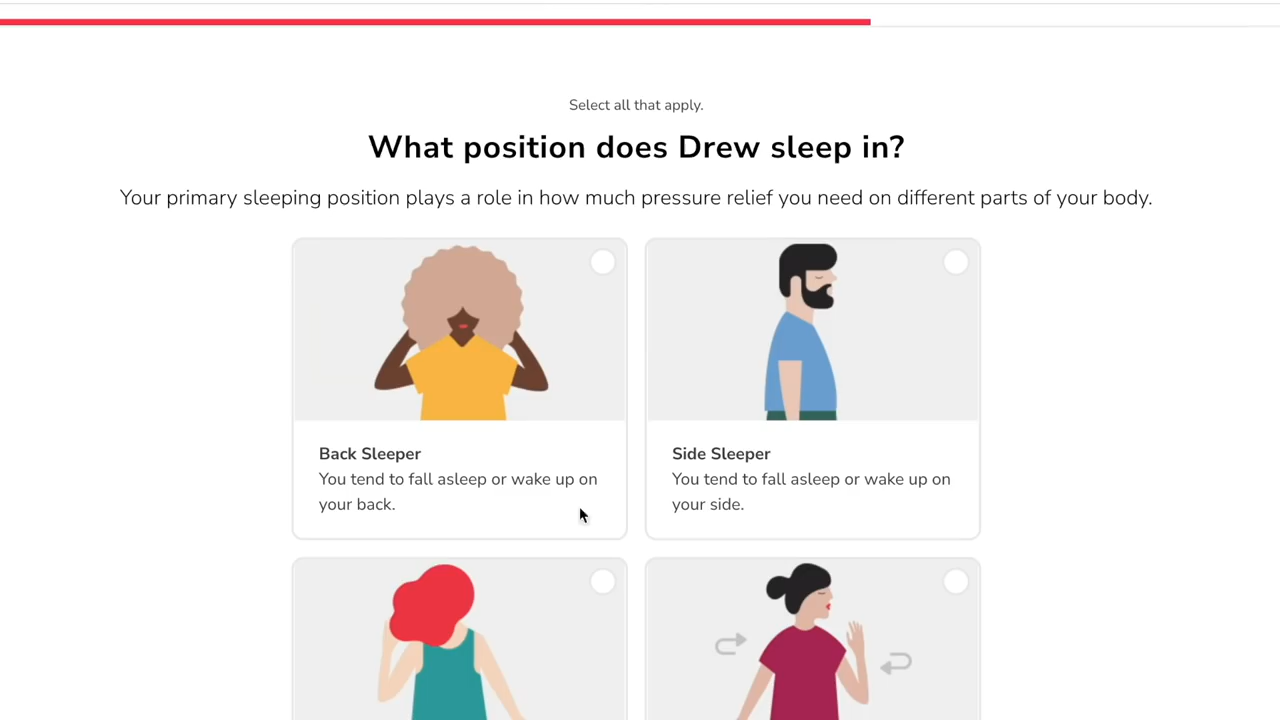 Select all that apply.
What position does Drew sleep in?
Your primary sleeping position plays a role in how much pressure relief you need on different parts of your body.
Back Sleeper
You tend to fall asleep or wake up on
your back.
Side Sleeper
You tend to fall asleep or wake up on
your side.